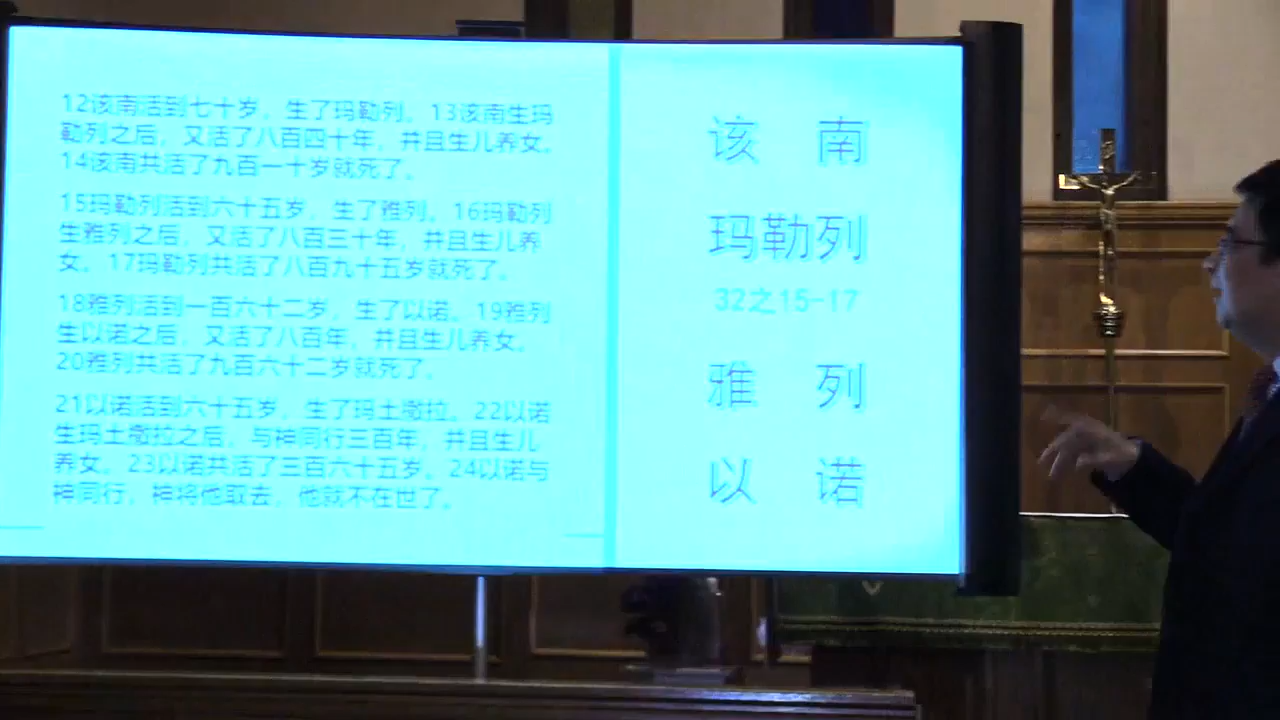 12该南活到七十岁，生了玛勒列。13该南生玛
勒列之后，又活了八百四十年，并且生儿养女。
14该南共活了九百一十岁就死了。
15玛勒列活到六十五岁，生了雅列。16玛勒列
生雅列之后，又活了八百三十年，并且生儿养
女。17玛勒列共活了八百九十五岁就死了。
18雅列活到一百六十二岁，生了以诺。19雅列
生以诺之后，又活了八百年，并且生儿养女。
20雅列共活了九百六十二岁就死了。
21以诺活到六十五岁，生了玛土撒拉。22以诺
生玛土撒拉之后，与神同行三百年，并且生儿
养女。23以诺共活了三百六十五岁。24以诺与
神同行，神将他取去，他就不在世了。
该 南
玛勒列
32之15-17
雅 列
以 诺